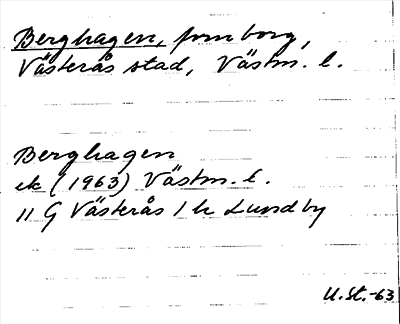 Berghagen, fornborg,
Västerås stad, Västm. l.
Berghagen
ek (1963) Västm. l.
11 G Västerås 1 h Lundby
U.St.-63